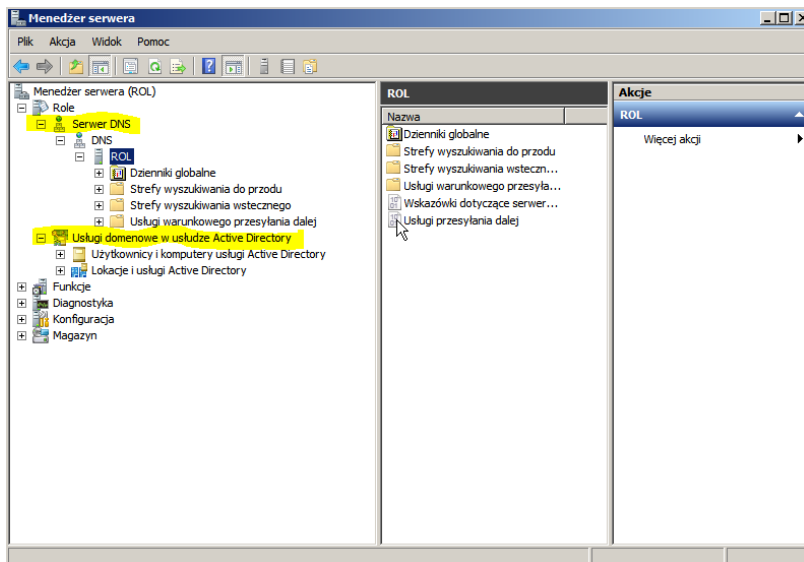 Menedżer serwera
Plik Akcja Widok Pomoc
Menedżer serwera (ROL)
Role
Serwer DNS
DNS
ROL
Dzienniki globalne
Strefy wyszukiwania do przodu
Strefy wyszukiwania wstecznego
Usługi warunkowego przesyłania dalej
Usługi domenowe w usłudze Active Directory
Użytkownicy i komputery usługi Active Directory
Lokacje i usługi Active Directory
Funkcje
Diagnostyka
Konfiguracja
Magazyn
ROL
Nazwa
Dzienniki globalne
Strefy wyszukiwania do przodu
Strefy wyszukiwania wsteczn...
Usługi warunkowego przesyła...
Wskazówki dotyczące serwer...
Usługi przesyłania dalej
Akcje
ROL
Więcej akcji